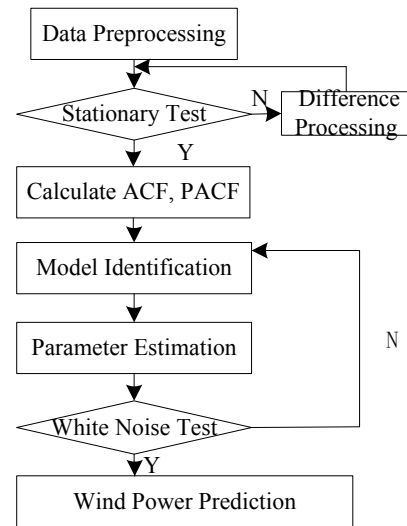 Data Preprocessing
Stationary Test
N
Difference
Processing
Y
Calculate ACF, PACF
Model Identification
N
Parameter Estimation
White Noise Test
Y
Wind Power Prediction